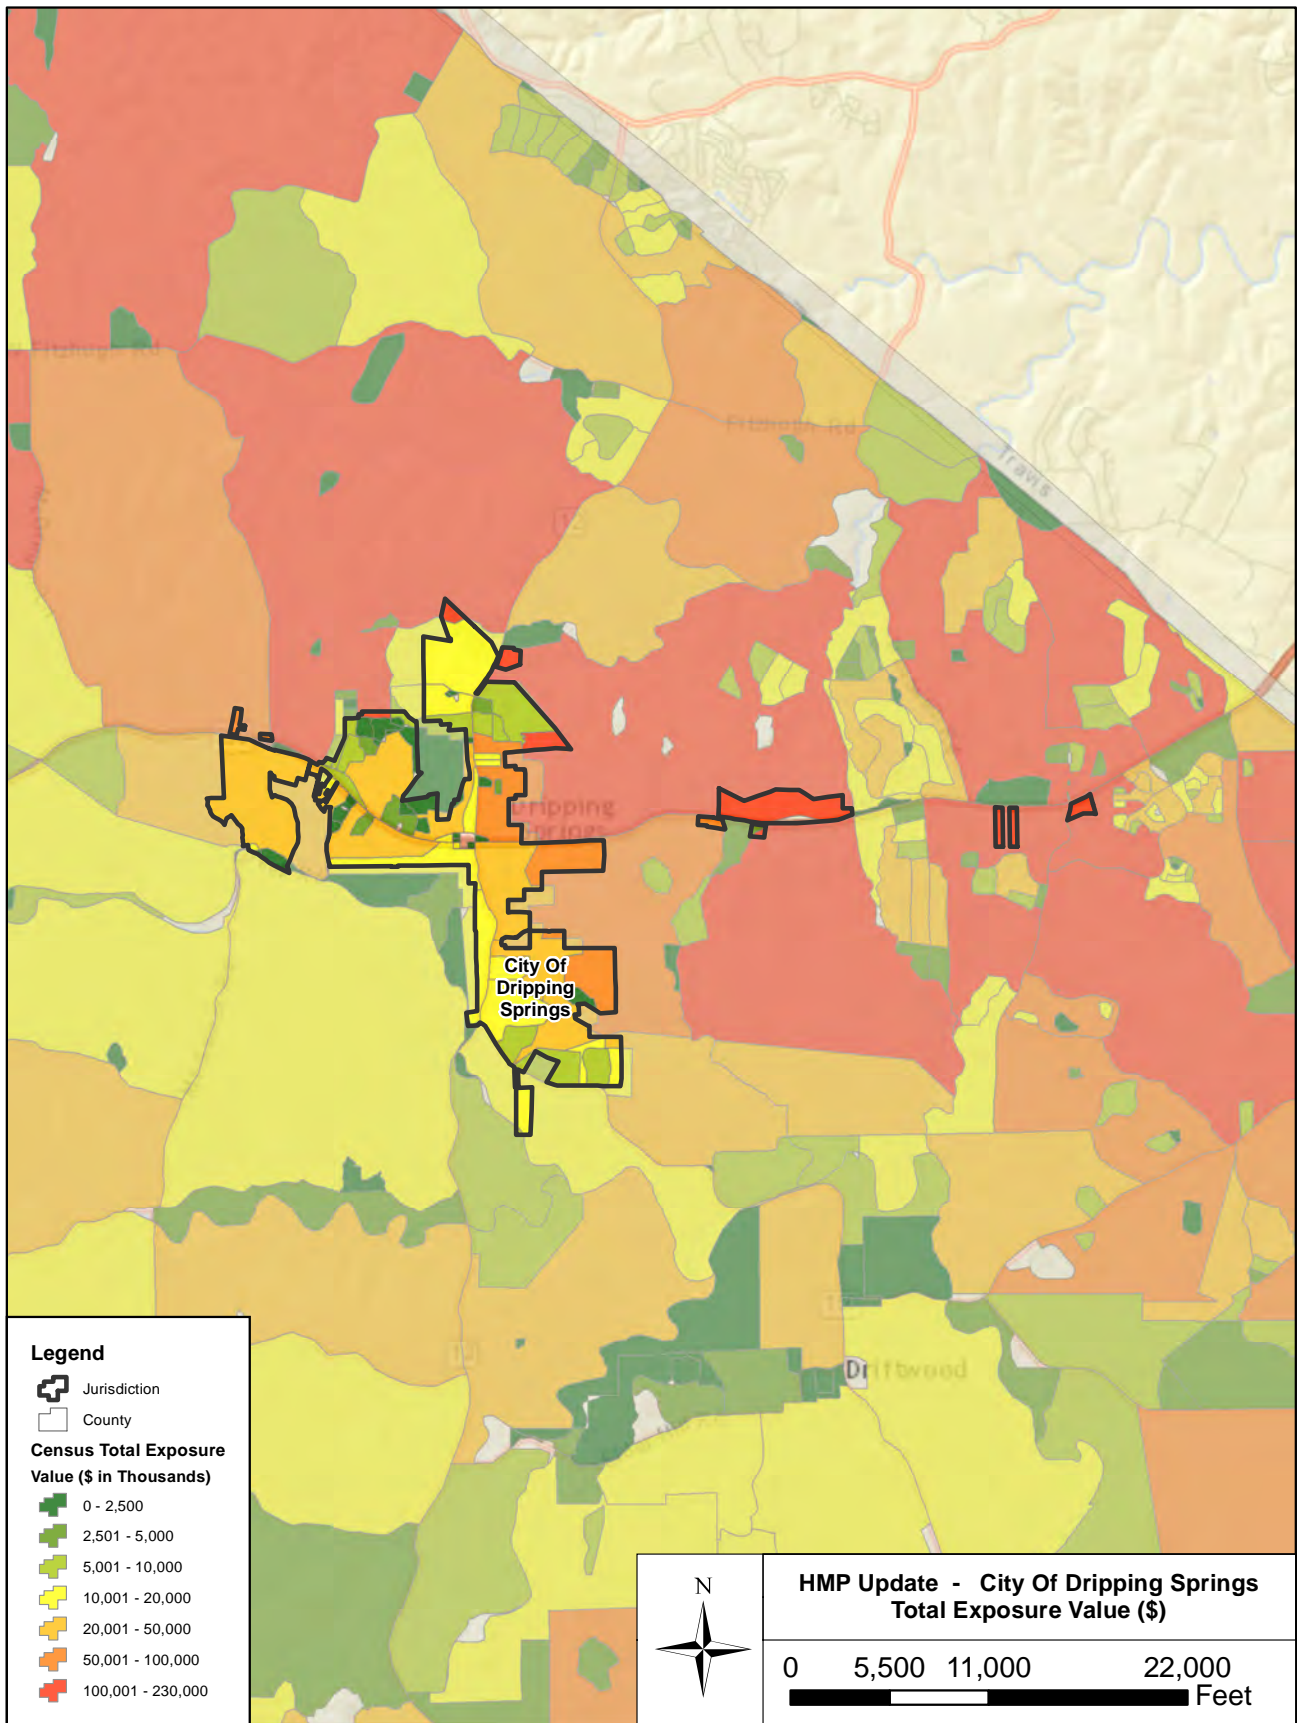 Fitzhugh Rd
Fitzhugh Rd
Travis
12
Dripping
Springs
City Of
Dripping
Springs
12
Driftwood
Legend
Jurisdiction
County
Census Total Exposure
Value ($ in Thousands)
0 - 2,500
2,501 - 5,000
5,001 - 10,000
10,001 - 20,000
20,001 - 50,000
50,001 - 100,000
100,001 - 230,000
N
HMP Update - City Of Dripping Springs
Total Exposure Value ($)
0 5,500 11,000 22,000
Feet